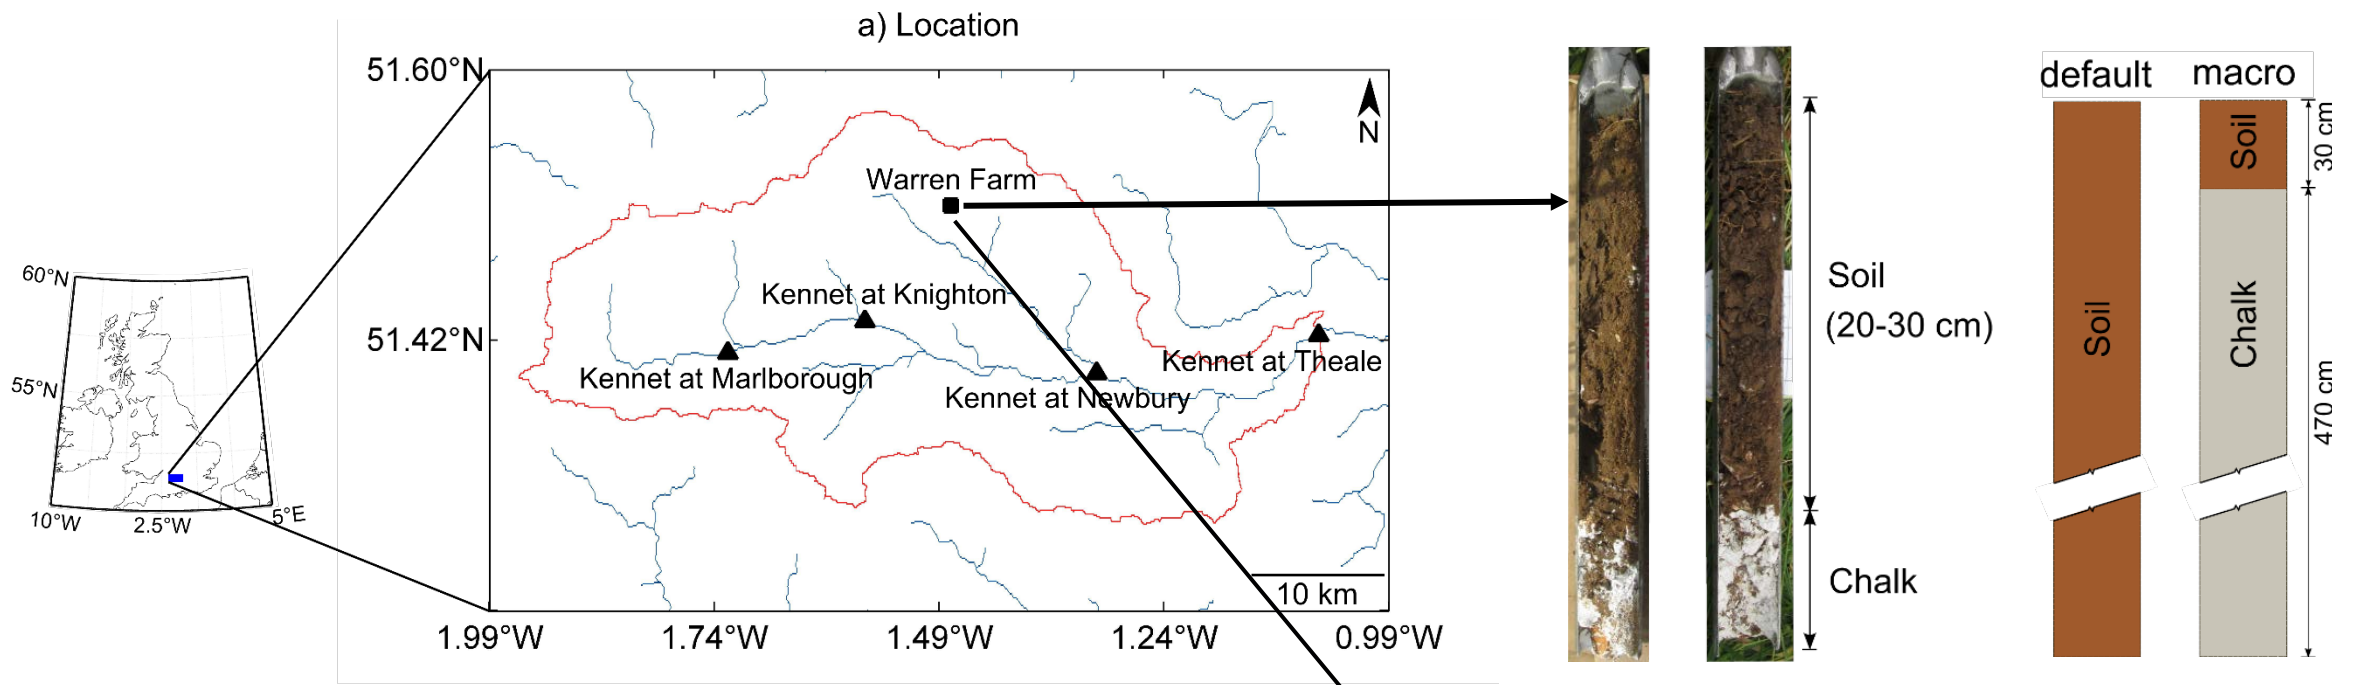 a) Location
51.60°N
51.42°N
1.99°W
1.74°W
1.49°W
1.24°W
0.99°W
N
Warren Farm
Kennet at Knighton
Kennet at Marlborough
Kennet at Newbury
Kennet at Theale
10 km
60°N
55°N
10°W
2.5°W
5°E
Soil
(20-30 cm)
Chalk
default
macro
Soil
Soil
Chalk
30 cm
470 cm